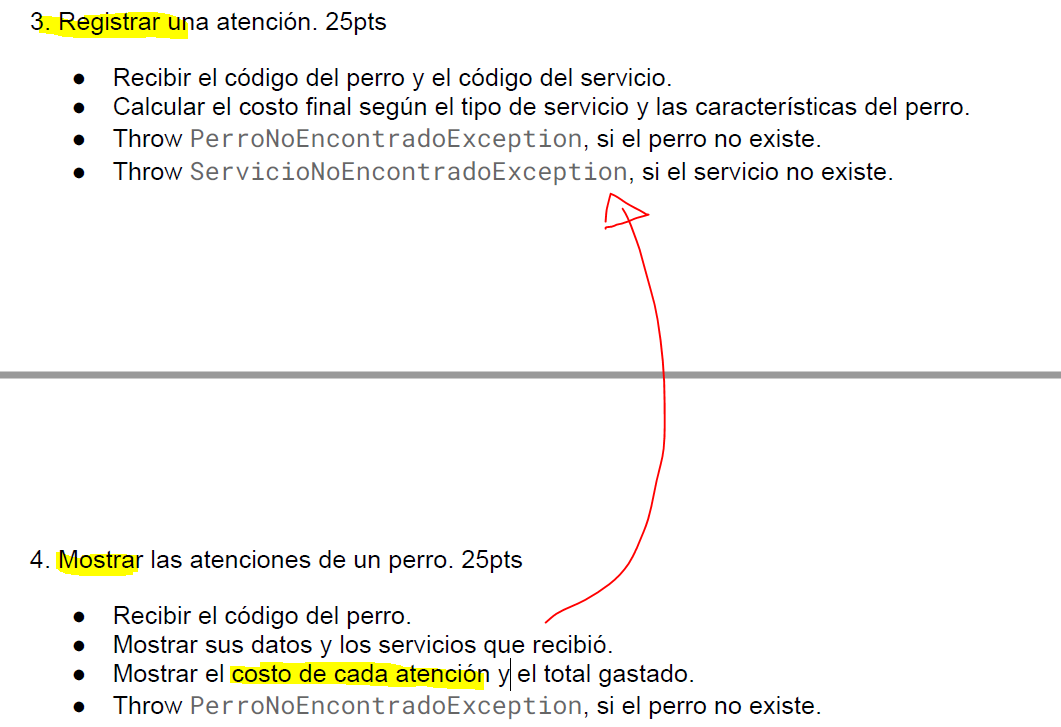 3. Registrar una atención. 25pts
● Recibir el código del perro y el código del servicio.
● Calcular el costo final según el tipo de servicio y las características del perro.
● Throw PerroNoEncontradoException, si el perro no existe.
● Throw ServicioNoEncontradoException, si el servicio no existe.
4. Mostrar las atenciones de un perro. 25pts
● Recibir el código del perro.
● Mostrar sus datos y los servicios que recibió.
● Mostrar el costo de cada atención y el total gastado.
● Throw PerroNoEncontradoException, si el perro no existe.